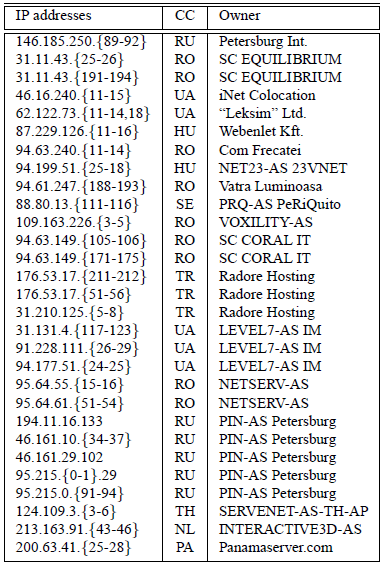 IP addresses CC Owner
146.185.250.{89-92} RU Petersburg Int.
31.11.43.{25-26} RO SC EQUILIBRIUM
31.11.43.{191-194} RO SC EQUILIBRIUM
46.16.240.{11-15} UA iNet Colocation
62.122.73.{11-14,18} UA “Leksim” Ltd.
87.229.126.{11-16} HU Webenlet Kft.
94.63.240.{11-14} RO Com Frecatei
94.199.51.{25-18} HU NET23-AS 23VNET
94.61.247.{188-193} RO Vatra Luminoasa
88.80.13.{111-116} SE PRQ-AS PeRiQuito
109.163.226.{3-5} RO VOXILITY-AS
94.63.149.{105-106} RO SC CORAL IT
94.63.149.{171-175} RO SC CORAL IT
176.53.17.{211-212} TR Radore Hosting
176.53.17.{51-56} TR Radore Hosting
31.210.125.{5-8} TR Radore Hosting
31.131.4.{117-123} UA LEVEL7-AS IM
91.228.111.{26-29} UA LEVEL7-AS IM
94.177.51.{24-25} UA LEVEL7-AS IM
95.64.55.{15-16} RO NETSERV-AS
95.64.61.{51-54} RO NETSERV-AS
194.11.16.133 RU PIN-AS Petersburg
46.161.10.{34-37} RU PIN-AS Petersburg
46.161.29.102 RU PIN-AS Petersburg
95.215.{0-1}.29 RU PIN-AS Petersburg
95.215.0.{91-94} RU PIN-AS Petersburg
124.109.3.{3-6} TH SERVENET-AS-TH-AP
213.163.91.{43-46} NL INTERACTIVE3D-AS
200.63.41.{25-28} PA Panamaserver.com